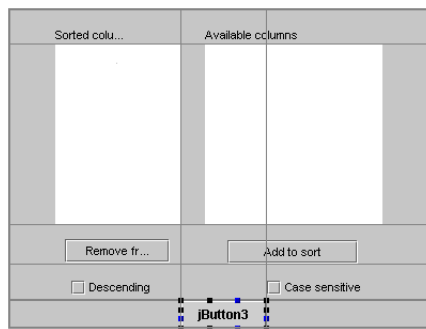 Sorted colu... Available columns
Remove fr... Add to sort
Descending Case sensitive
jButton3